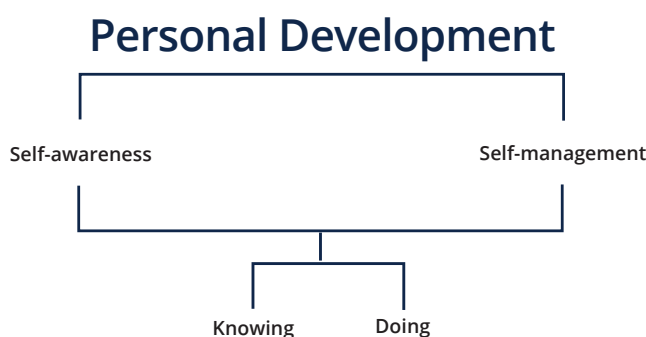 Personal Development
Self-awareness
Self-management
Knowing
Doing